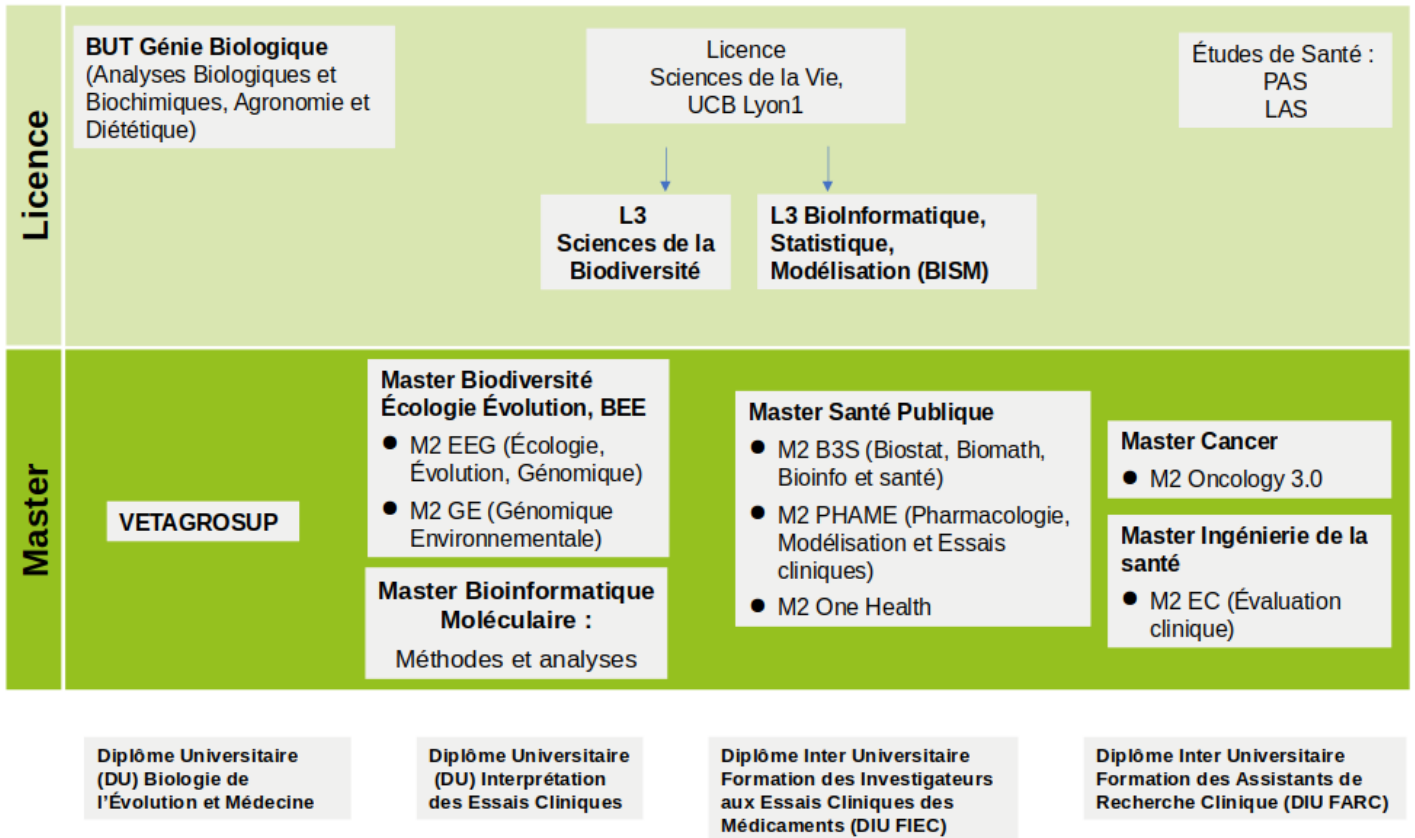 Licence
BUT Génie Biologique
(Analyses Biologiques et
Biochimiques, Agronomie et
Diététique)
Licence
Sciences de la Vie,
UCB Lyon1
Études de Santé :
PAS
LAS
L3
Sciences de la
Biodiversité
L3 BioInformatique,
Statistique,
Modélisation (BISM)
Master
VETAGROSUP
Master Biodiversité
Écologie Évolution, BEE
● M2 EEG (Écologie,
Évolution, Génomique)
● M2 GE (Génomique
Environnementale)
Master Bioinformatique
Moléculaire :
Méthodes et analyses
Master Santé Publique
● M2 B3S (Biostat, Biomath,
Bioinfo et santé)
● M2 PHAME (Pharmacologie,
Modélisation et Essais
cliniques)
● M2 One Health
Master Cancer
● M2 Oncology 3.0
Master Ingénierie de la
santé
● M2 EC (Évaluation
clinique)
Diplôme Universitaire
(DU) Biologie de
l’Évolution et Médecine
Diplôme Universitaire
(DU) Interprétation
des Essais Cliniques
Diplôme Inter Universitaire
Formation des Investigateurs
aux Essais Cliniques des
Médicaments (DIU FIEC)
Diplôme Inter Universitaire
Formation des Assistants de
Recherche Clinique (DIU FARC)